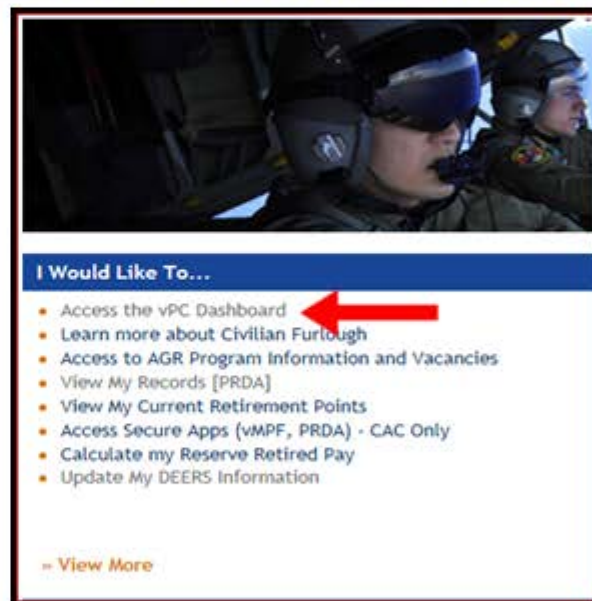 I Would Like To...
• Access the vPC Dashboard
• Learn more about Civilian Furlough
• Access to AGR Program Information and Vacancies
• View My Records [PRDA]
• View My Current Retirement Points
• Access Secure Apps (vMPF, PRDA) - CAC Only
• Calculate my Reserve Retired Pay
• Update My DEERS Information
» View More